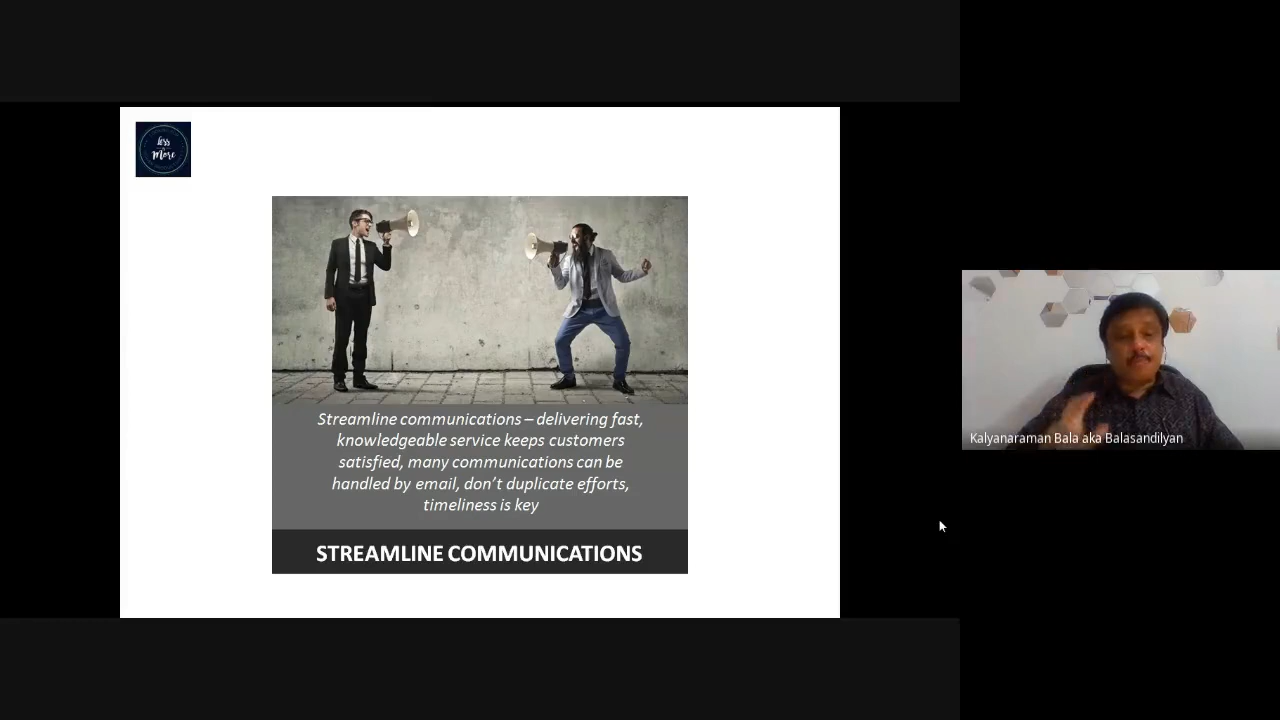 less
More
Streamline communications – delivering fast,
knowledgeable service keeps customers
satisfied, many communications can be
handled by email, don’t duplicate efforts,
timeliness is key
STREAMLINE COMMUNICATIONS
Kalyanaraman Bala aka Balasandilyan